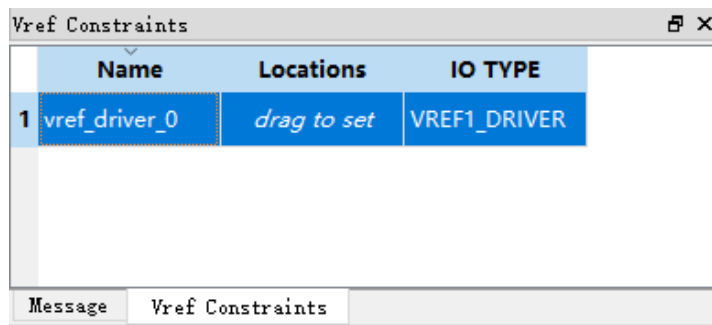 Vref Constraints
Name Locations IO TYPE
1 vref_driver_0 drag to set VREF1_DRIVER
Message Vref Constraints